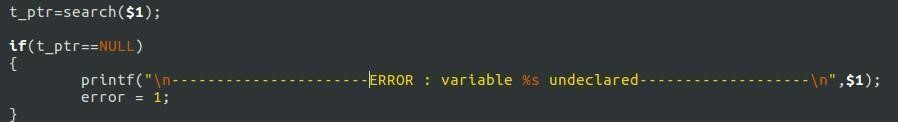 t_ptr=search($1);
if(t_ptr==NULL)
{
printf("\n----------------------ERROR : variable %s undeclared-------------------\n",$1);
error = 1;
}